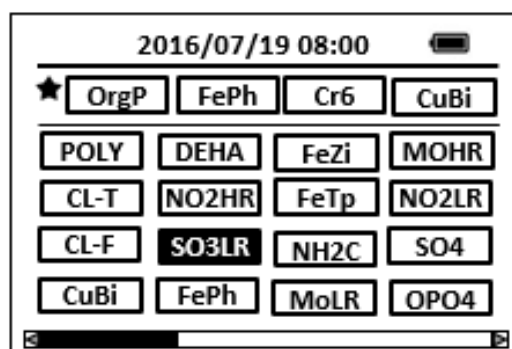 2016/07/19 08:00
OrgP FePh Cr6 CuBi
POLY DEHA FeZi MOHR
CL-T NO2HR FeTp NO2LR
CL-F SO3LR NH2C SO4
CuBi FePh MoLR OPO4